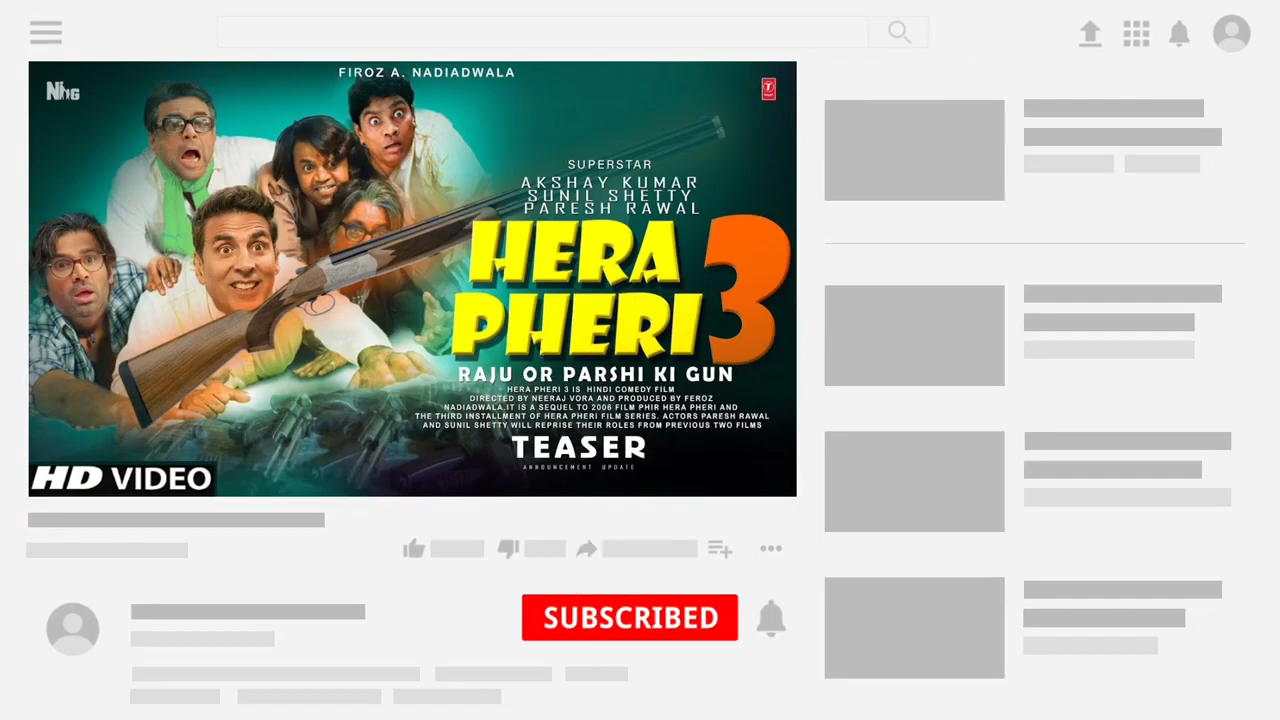 FIROZ A. NADIADWALA
NHG
T
SUPERSTAR
AKSHAY KUMAR
SUNIL SHETTY
PARESH RAWAL
HERA
PHERI 3
RAJU OR PARSHI KI GUN
HERA PHERI 3 IS HINDI COMEDY FILM
DIRECTED BY NEERAJ VORA AND PRODUCED BY FEROZ
NADIADWALA.IT IS A SEQUEL TO 2006 FILM PHIR HERA PHERI AND
THE THIRD INSTALLMENT OF HERA PHERI FILM SERIES. ACTORS PARESH RAWAL
AND SUNIL SHETTY WILL REPRISE THEIR ROLES FROM PREVIOUS TWO FILMS
TEASER
ANNOUNCEMENT UPDATE
HD VIDEO
SUBSCRIBED